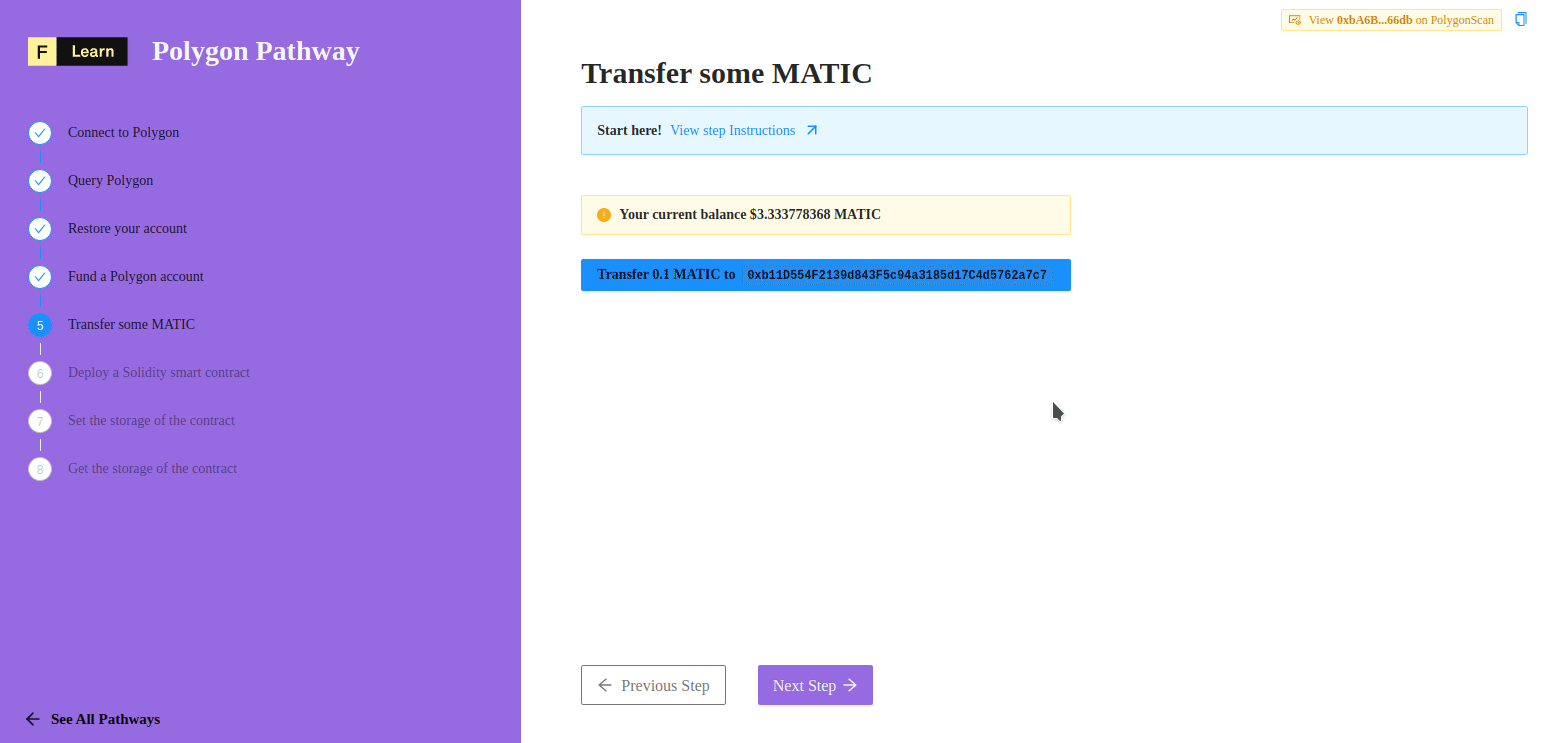 F Learn
Polygon Pathway
Connect to Polygon
Query Polygon
Restore your account
Fund a Polygon account
5 Transfer some MATIC
6 Deploy a Solidity smart contract
7 Set the storage of the contract
8 Get the storage of the contract
See All Pathways
View 0xbA6B...66db on PolygonScan
Transfer some MATIC
Start here! View step Instructions
Your current balance $3.333778368 MATIC
Transfer 0.1 MATIC to 0xb11D554F2139d843F5c94a3185d17C4d5762a7c7
Previous Step
Next Step